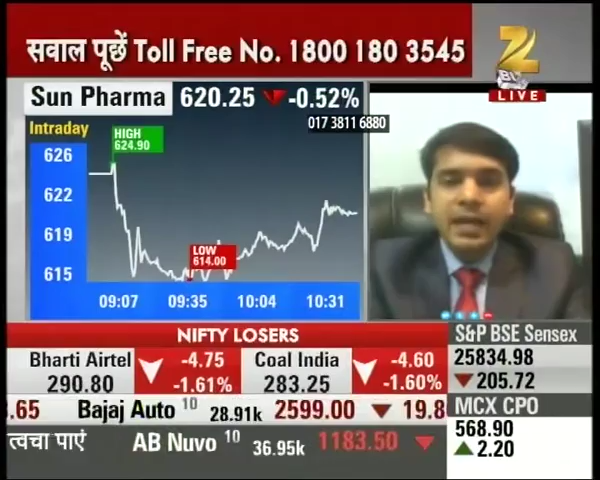 सवाल पूछें Toll Free No. 1800 180 3545
LIVE
Sun Pharma 620.25 -0.52%
017 3811 6880
Intraday
HIGH
624.90
626
622
619
615
LOW
614.00
09:07 09:35 10:04 10:31
NIFTY LOSERS
Bharti Airtel -4.75
290.80 -1.61%
Coal India -4.60
283.25 -1.60%
S&P BSE Sensex
25834.98
205.72
MCX CPO
568.90
2.20
3.65 Bajaj Auto 10 28.91k 2599.00 19.8
त्वचा पाएं AB Nuvo 10 36.95k 1183.50